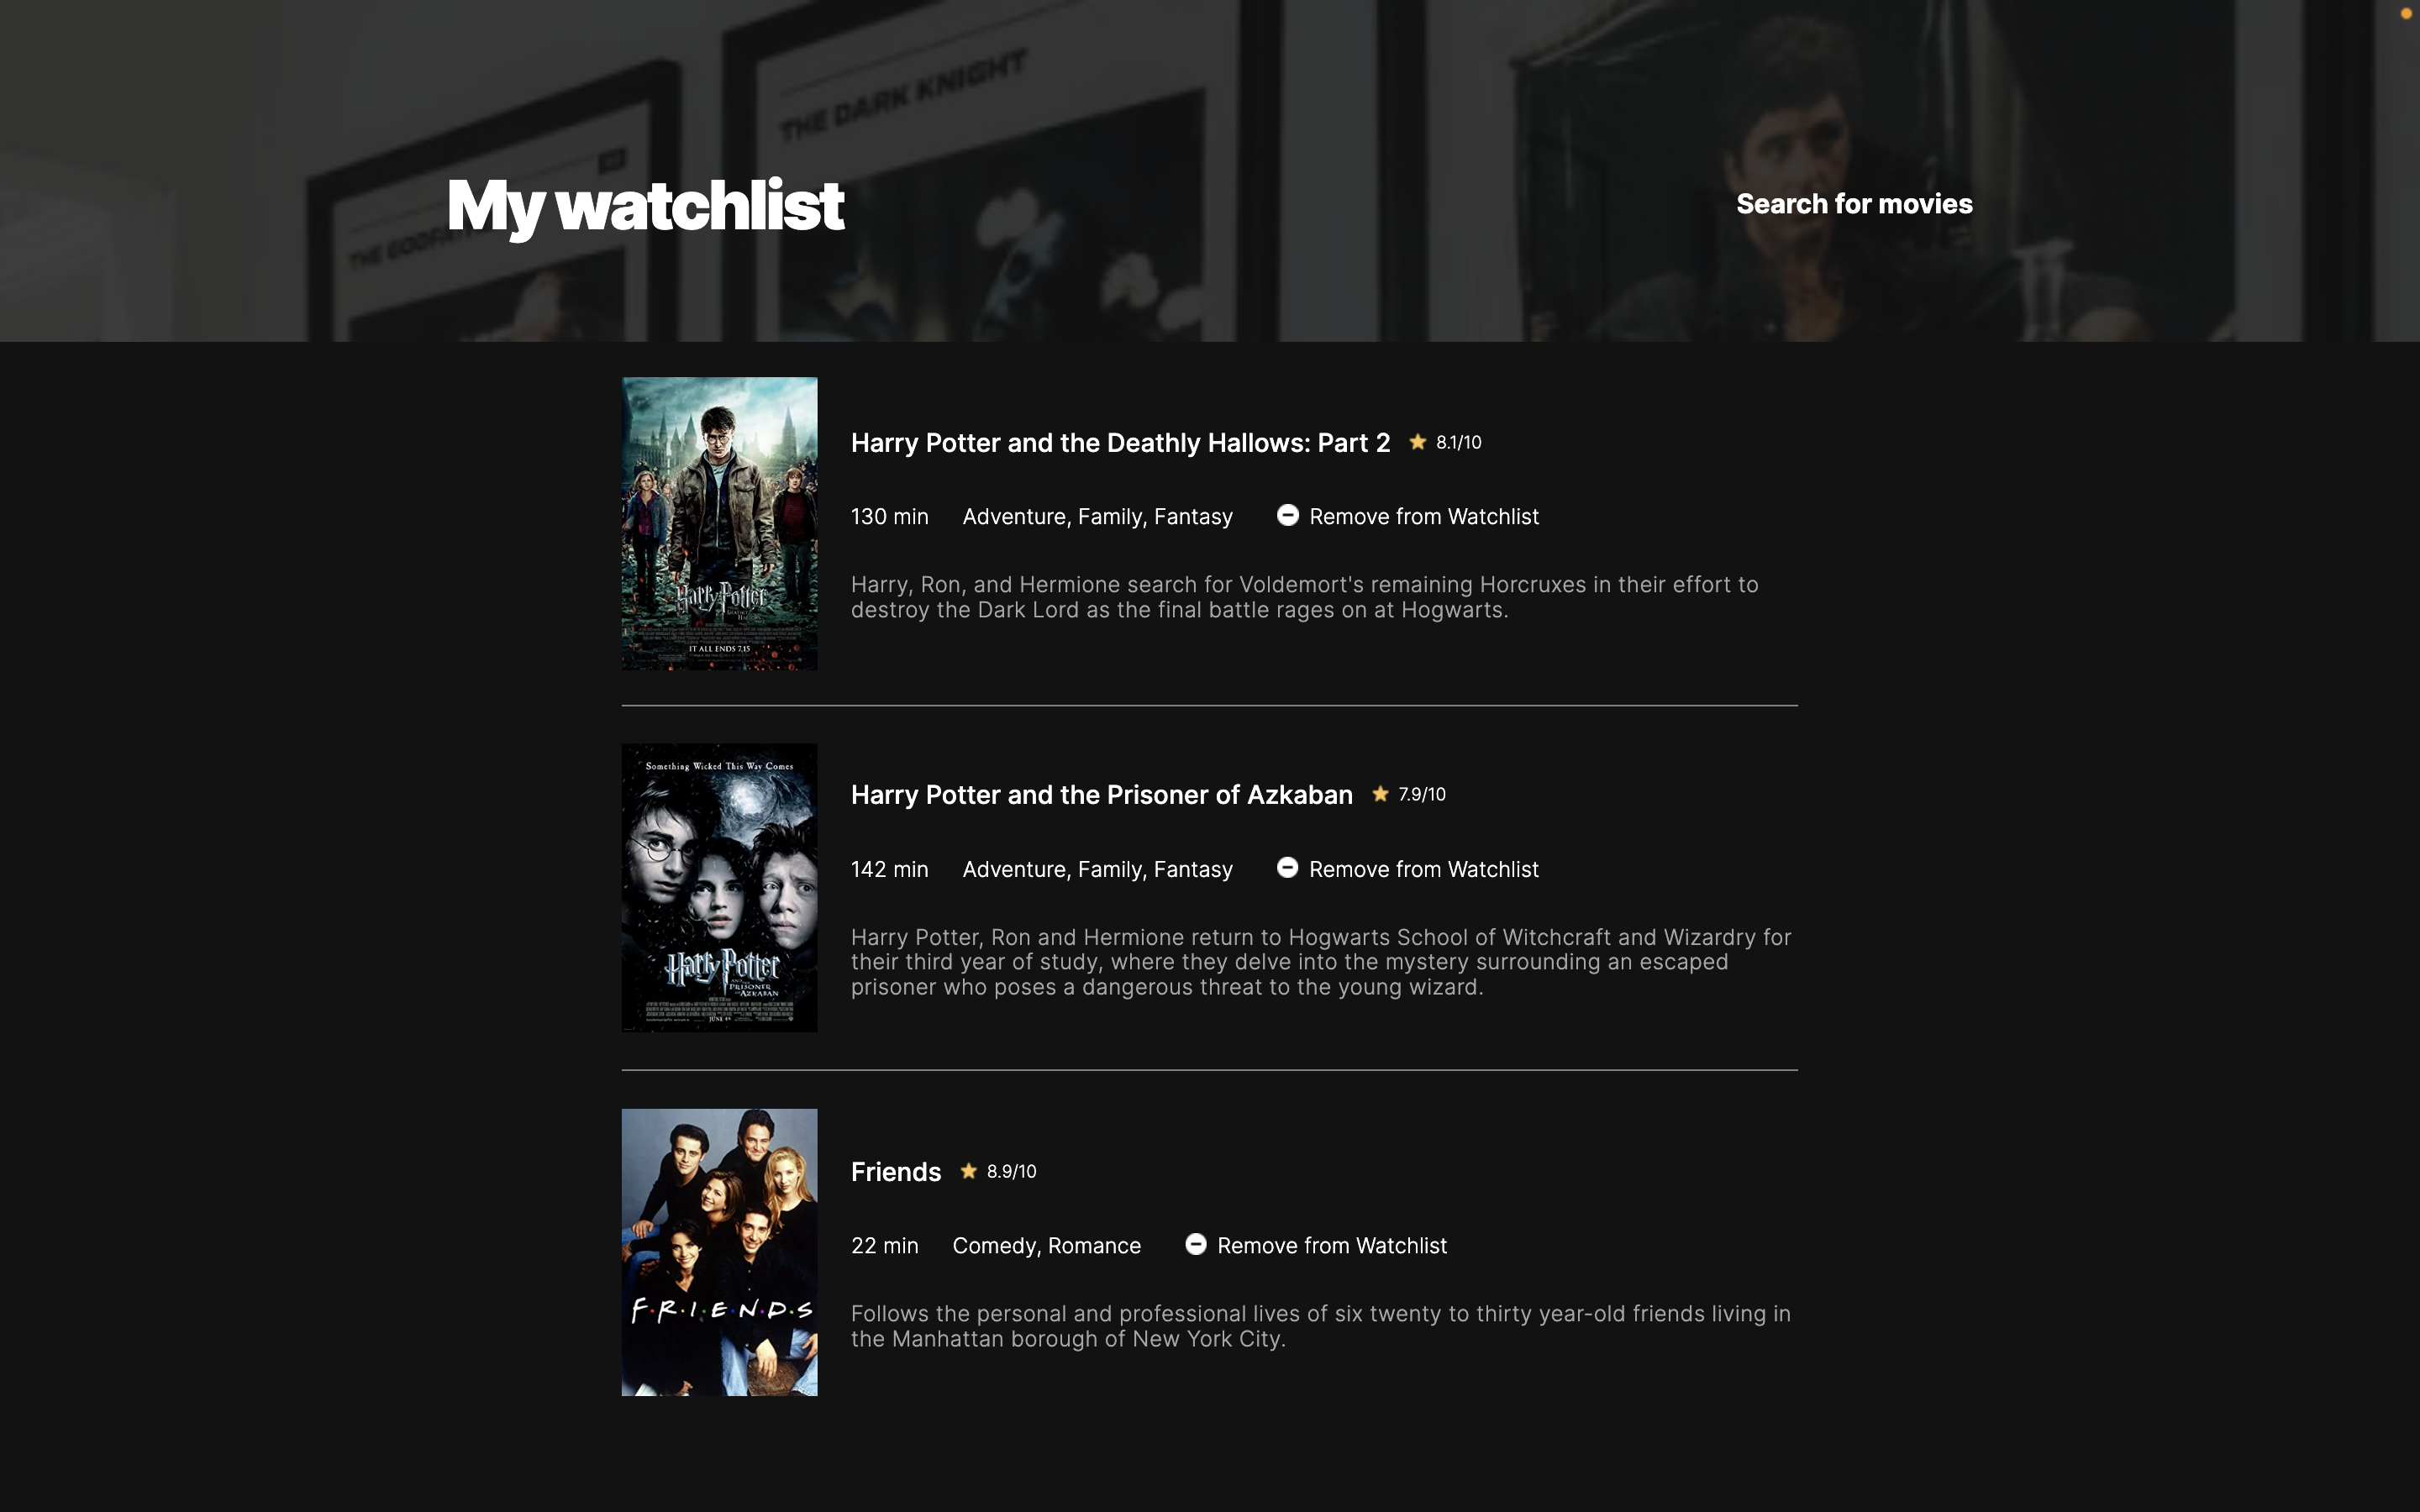 THE DARK KNIGHT
My watchlist
Search for movies
THE GODFA
Harry Potter and the Deathly Hallows: Part 2 8.1/10
130 min Adventure, Family, Fantasy Remove from Watchlist
Harry, Ron, and Hermione search for Voldemort's remaining Horcruxes in their effort to
destroy the Dark Lord as the final battle rages on at Hogwarts.
Harry Potter
IT ALL ENDS 7.15
Something Wicked This Way Comes
Harry Potter and the Prisoner of Azkaban 7.9/10
142 min Adventure, Family, Fantasy Remove from Watchlist
Harry Potter, Ron and Hermione return to Hogwarts School of Witchcraft and Wizardry for
their third year of study, where they delve into the mystery surrounding an escaped
prisoner who poses a dangerous threat to the young wizard.
Harry Potter
AND THE
PRISONER
OF AZKABAN
JUNE
Friends 8.9/10
22 min Comedy, Romance Remove from Watchlist
Follows the personal and professional lives of six twenty to thirty year-old friends living in
the Manhattan borough of New York City.
F·R·I·E·N·D·S